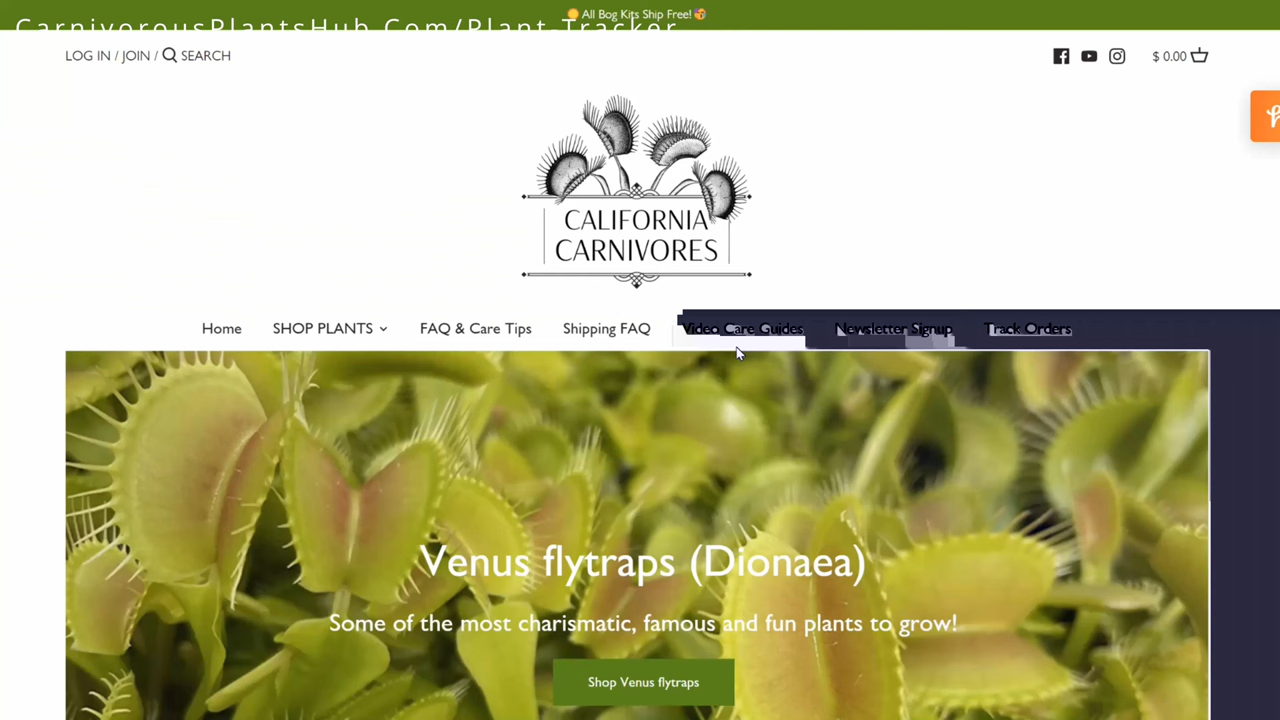 All Bog Kits Ship Free!
CarnivorousPlantsHub.Com/Plant-Tracker
LOG IN / JOIN / SEARCH
$ 0.00
CALIFORNIA
CARNIVORES
Home SHOP PLANTS FAQ & Care Tips Shipping FAQ Video Care Guides Newsletter Signup Track Orders
Venus flytraps (Dionaea)
Some of the most charismatic, famous and fun plants to grow!
Shop Venus flytraps